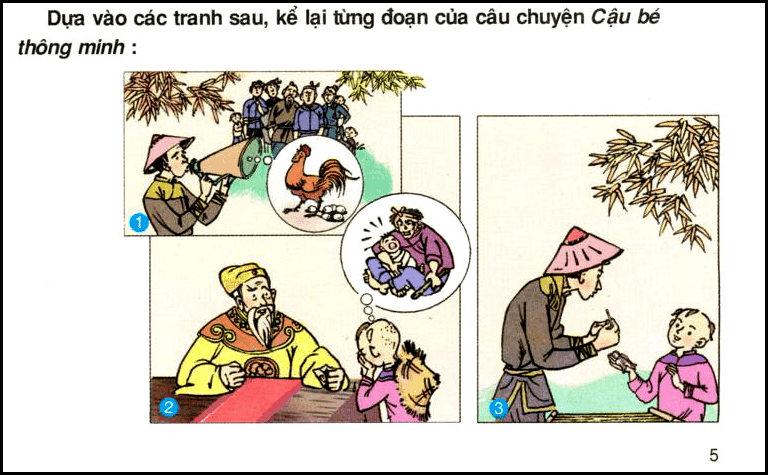 Dựa vào các tranh sau, kể lại từng đoạn của câu chuyện Cậu bé
thông minh :
1
2
3
5